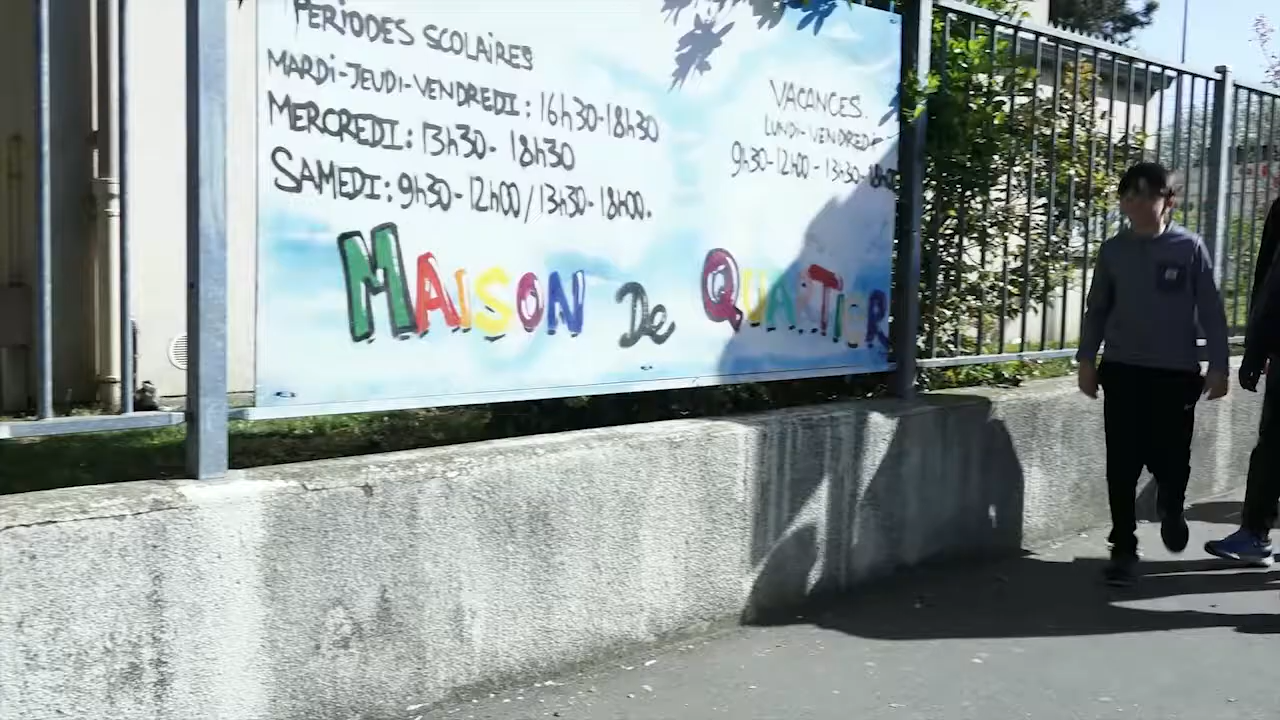 PERIODES SCOLAIRES
MARDI-JEUDI-VENDREDI: 16h30-18h30
MERCREDI: 13h30- 18h30
SAMEDI: 9h30-12h00/13h30-18h00.
VACANCES.
LUNDI-VENDREDI
9h30-12h00-13h30-18h00
MAISON De QUARTIER